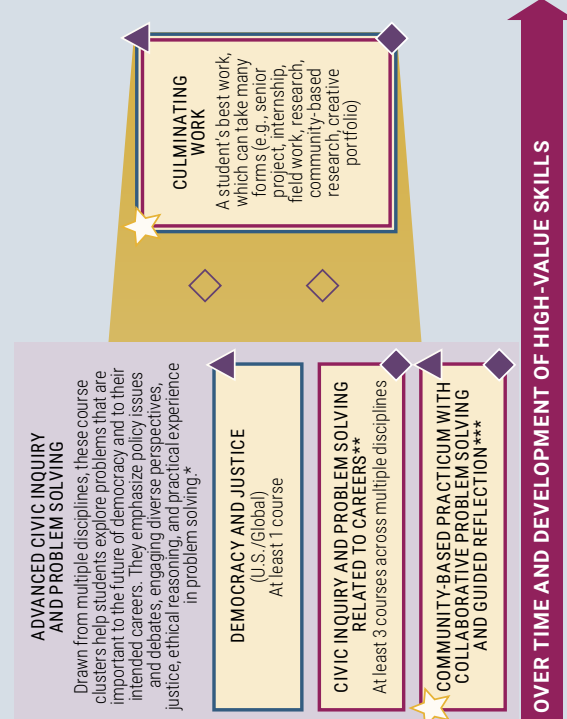 ADVANCED CIVIC INQUIRY
AND PROBLEM SOLVING
Drawn from multiple disciplines, these course
clusters help students explore problems that are
important to the future of democracy and to their
intended careers. They emphasize policy issues
and debates, engaging diverse perspectives,
justice, ethical reasoning, and practical experience
in problem solving.*
DEMOCRACY AND JUSTICE
(U.S./Global)
At least 1 course
CIVIC INQUIRY AND PROBLEM SOLVING
RELATED TO CAREERS**
At least 3 courses across multiple disciplines
COMMUNITY-BASED PRACTICUM WITH
COLLABORATIVE PROBLEM SOLVING
AND GUIDED REFLECTION***
CULMINATING
WORK
A student's best work,
which can take many
forms (e.g., senior
project, internship,
field work, research,
community-based
research, creative
portfolio)
OVER TIME AND DEVELOPMENT OF HIGH-VALUE SKILLS